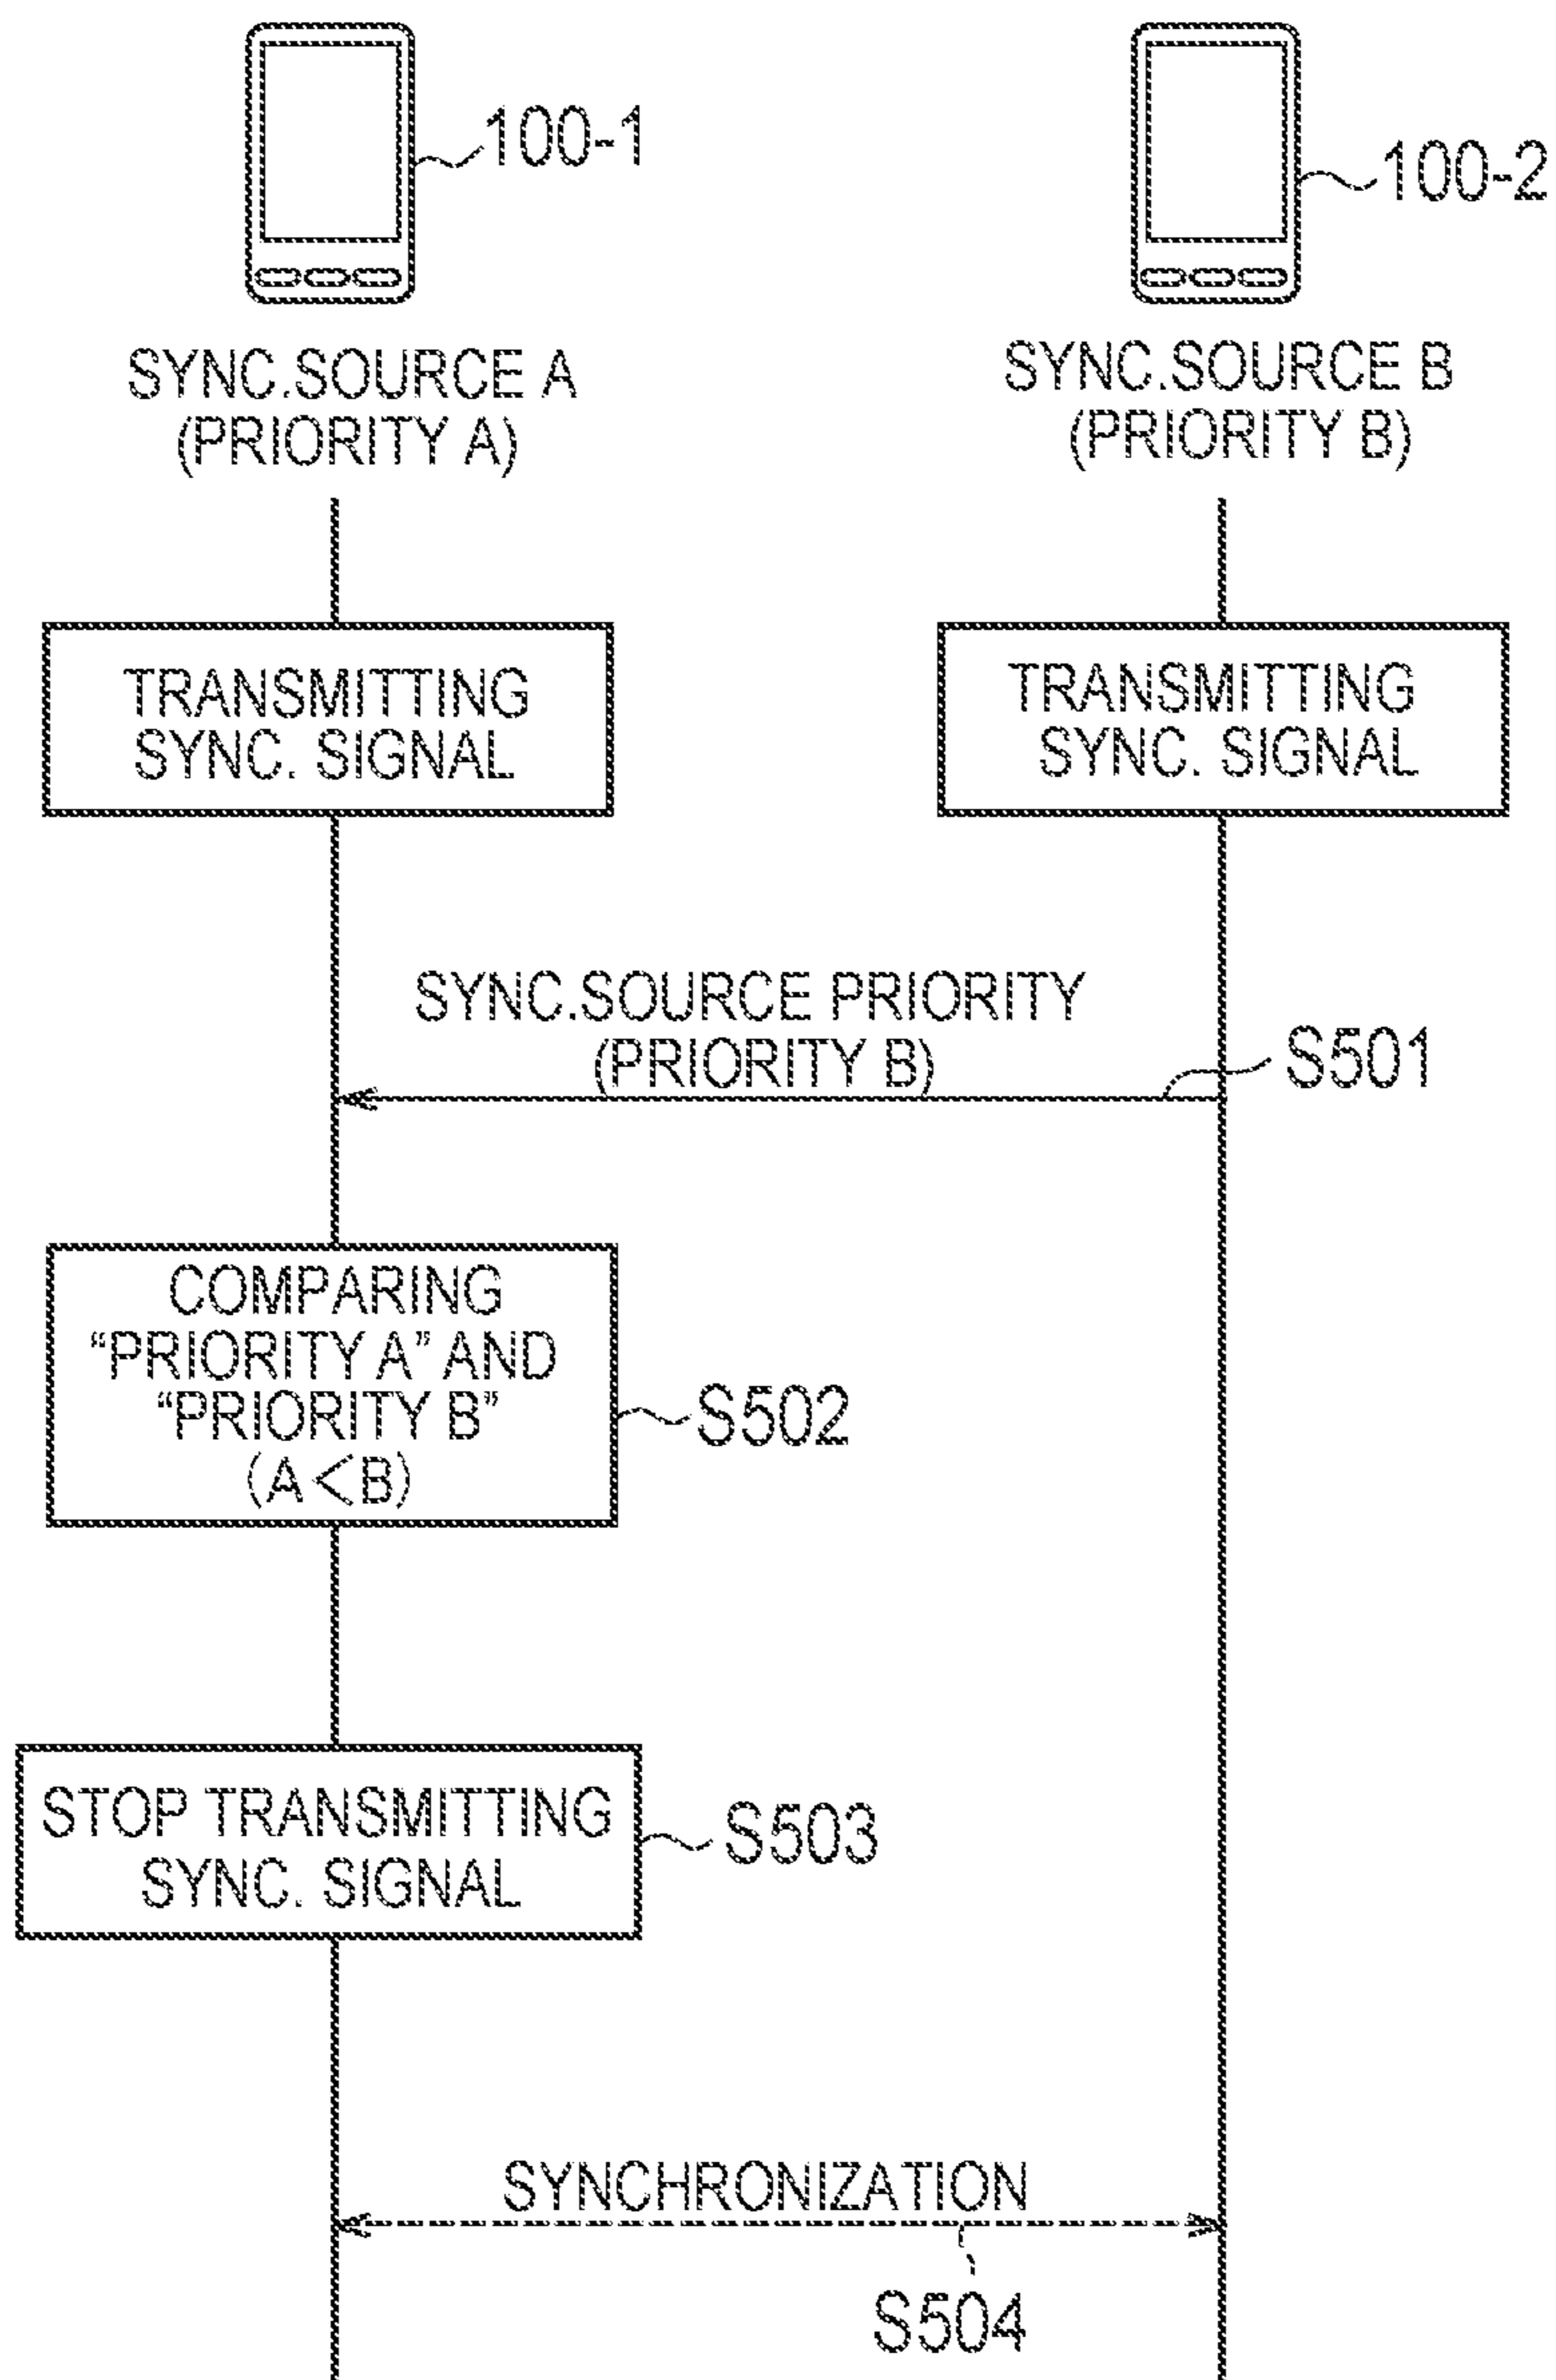 100-1
100-2
SYNC.SOURCE A
(PRIORITY A)
SYNC.SOURCE B
(PRIORITY B)
TRANSMITTING
SYNC. SIGNAL
TRANSMITTING
SYNC. SIGNAL
SYNC.SOURCE PRIORITY
(PRIORITY B)
S501
COMPARING
“PRIORITY A” AND
“PRIORITY B”
(A<B)
S502
STOP TRANSMITTING
SYNC. SIGNAL
S503
SYNCHRONIZATION
S504